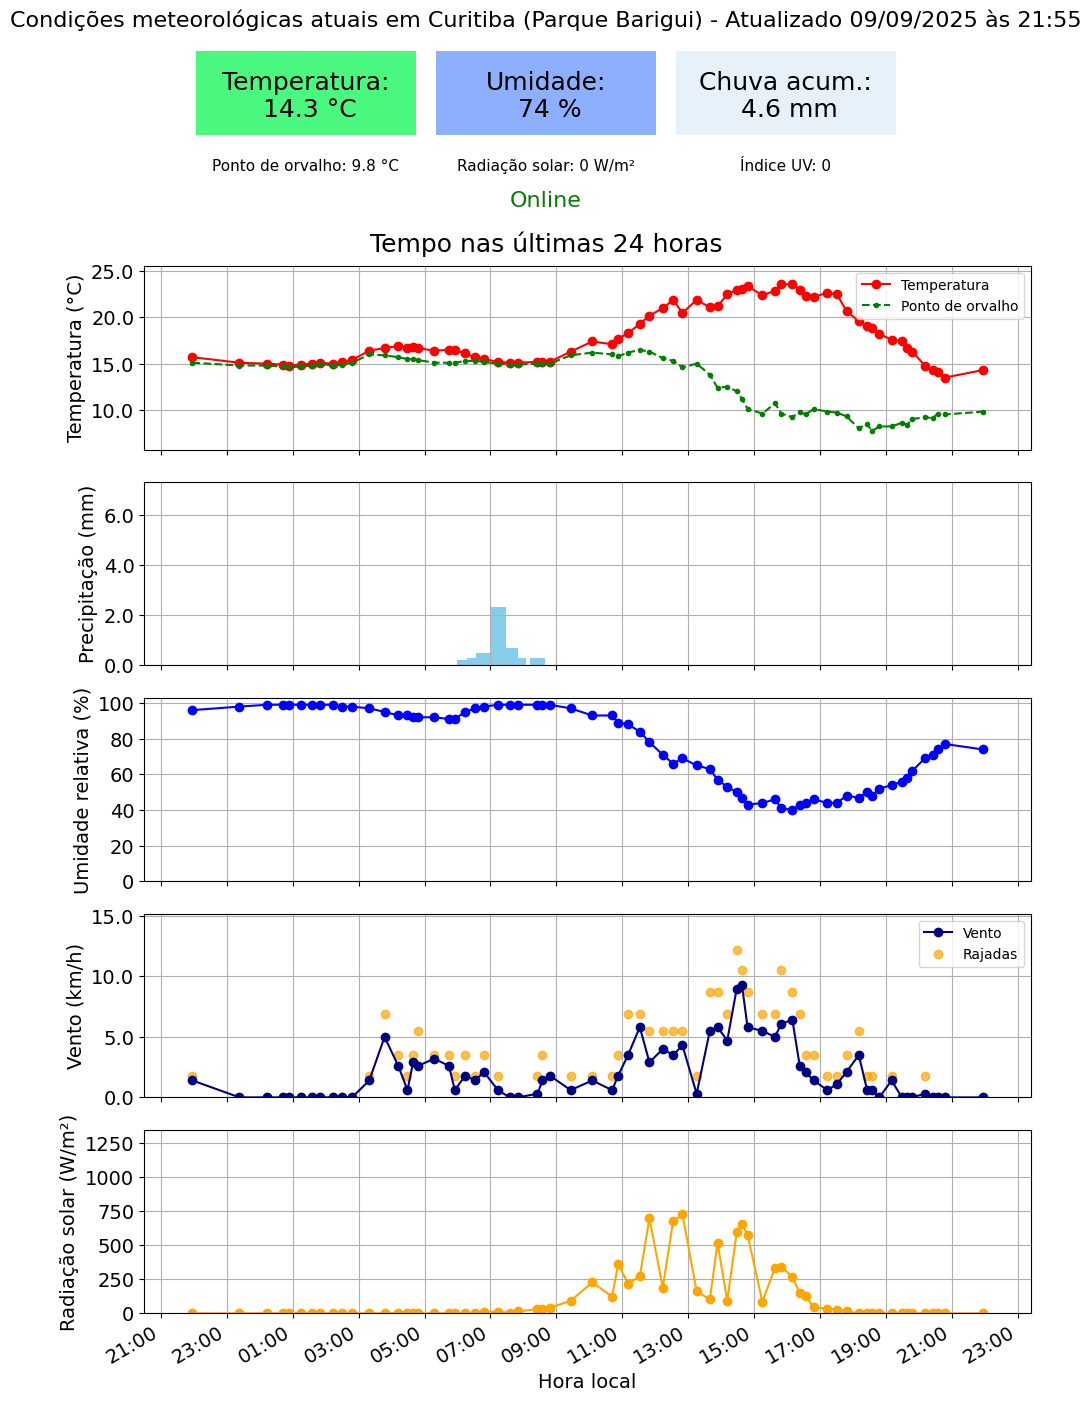 Condições meteorológicas atuais em Curitiba (Parque Barigui) - Atualizado 09/09/2025 às 21:55
Temperatura:
14.3 °C
Umidade:
74 %
Chuva acum.:
4.6 mm
Ponto de orvalho: 9.8 °C
Radiação solar: 0 W/m²
Índice UV: 0
Online
Tempo nas últimas 24 horas
Temperatura (°C)
25.0
20.0
15.0
10.0
Temperatura
Ponto de orvalho
Precipitação (mm)
6.0
4.0
2.0
0.0
Umidade relativa (%)
100
80
60
40
20
0
Vento (km/h)
15.0
10.0
5.0
0.0
Vento
Rajadas
Radiação solar (W/m²)
1250
1000
750
500
250
0
21:00
23:00
01:00
03:00
05:00
07:00
09:00
11:00
13:00
15:00
17:00
19:00
21:00
23:00
Hora local